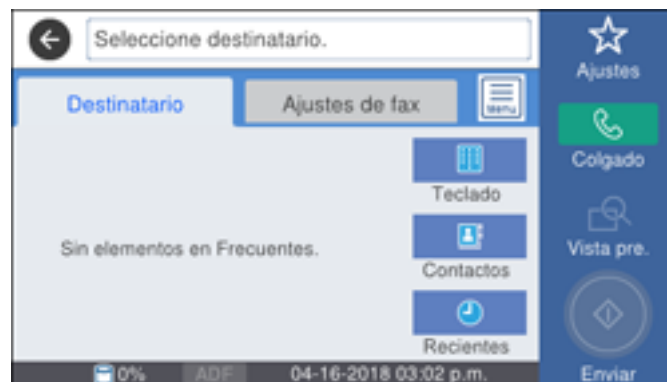 Seleccione destinatario.
Ajustes
Destinatario
Ajustes de fax
Menu
Colgado
Teclado
Sin elementos en Frecuentes.
Vista pre.
Contactos
Recientes
0%
ADF
04-16-2018 03:02 p.m.
Enviar